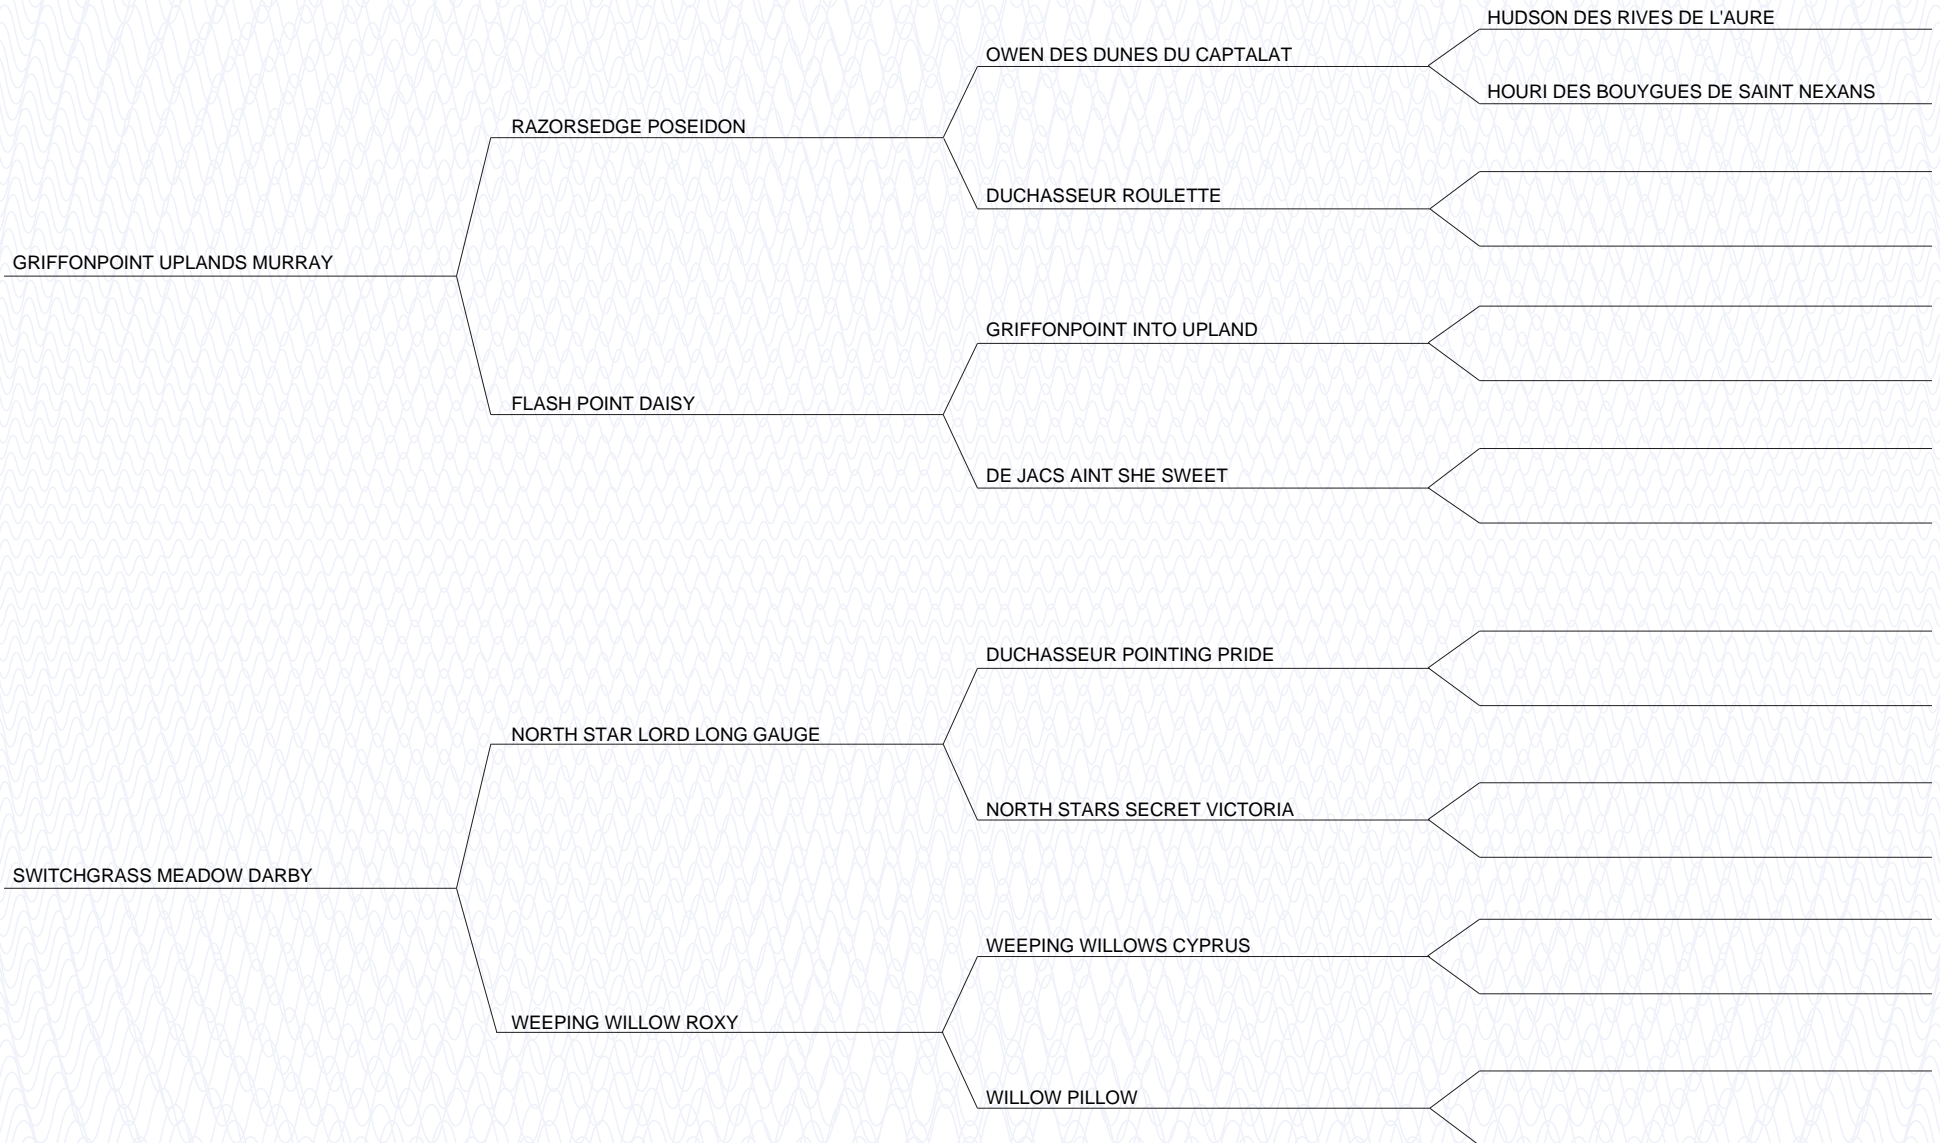 HUDSON DES RIVES DE L'AURE
OWEN DES DUNES DU CAPTALAT
HOURI DES BOUYGUES DE SAINT NEXANS
RAZORSEDGE POSEIDON
DUCHASSEUR ROULETTE
GRIFFONPOINT UPLANDS MURRAY
GRIFFONPOINT INTO UPLAND
FLASH POINT DAISY
DE JACS AINT SHE SWEET
DUCHASSEUR POINTING PRIDE
NORTH STAR LORD LONG GAUGE
NORTH STARS SECRET VICTORIA
SWITCHGRASS MEADOW DARBY
WEEPING WILLOWS CYPRUS
WEEPING WILLOW ROXY
WILLOW PILLOW